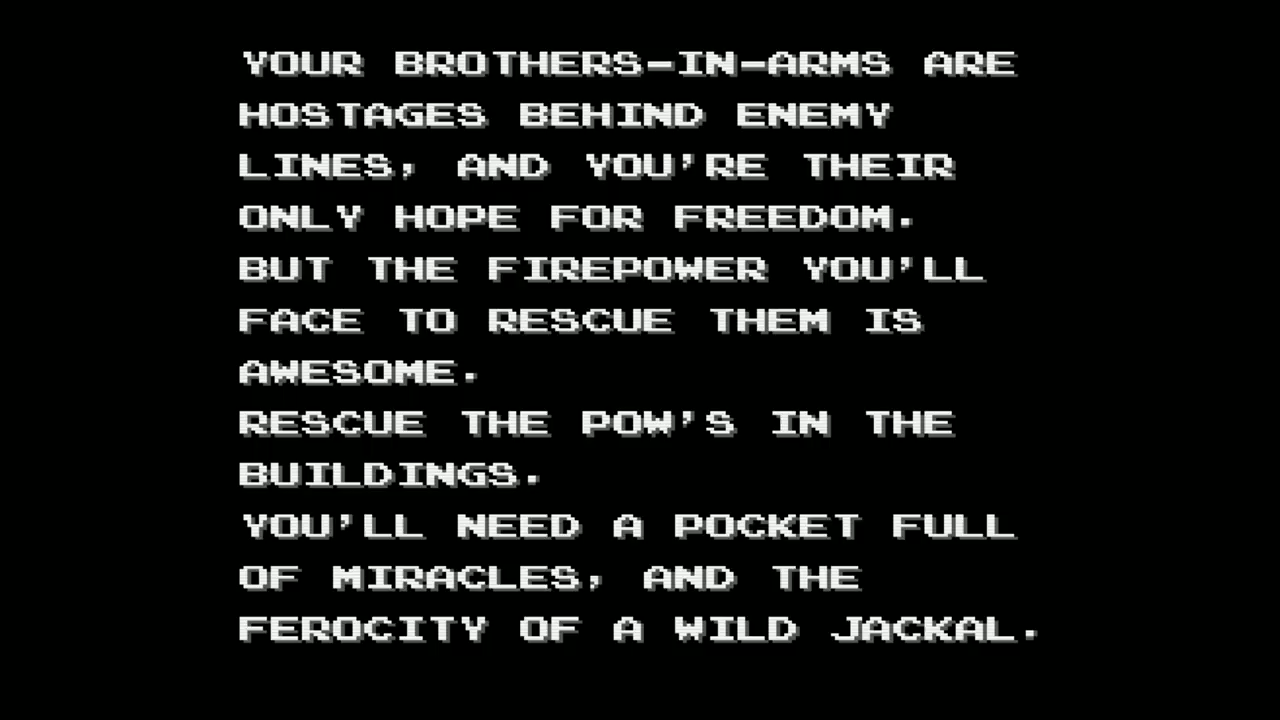 YOUR BROTHERS-IN-ARMS ARE
HOSTAGES BEHIND ENEMY
LINES, AND YOU'RE THEIR
ONLY HOPE FOR FREEDOM.
BUT THE FIREPOWER YOU'LL
FACE TO RESCUE THEM IS
AWESOME.
RESCUE THE POW'S IN THE
BUILDINGS.
YOU'LL NEED A POCKET FULL
OF MIRACLES, AND THE
FEROCITY OF A WILD JACKAL.